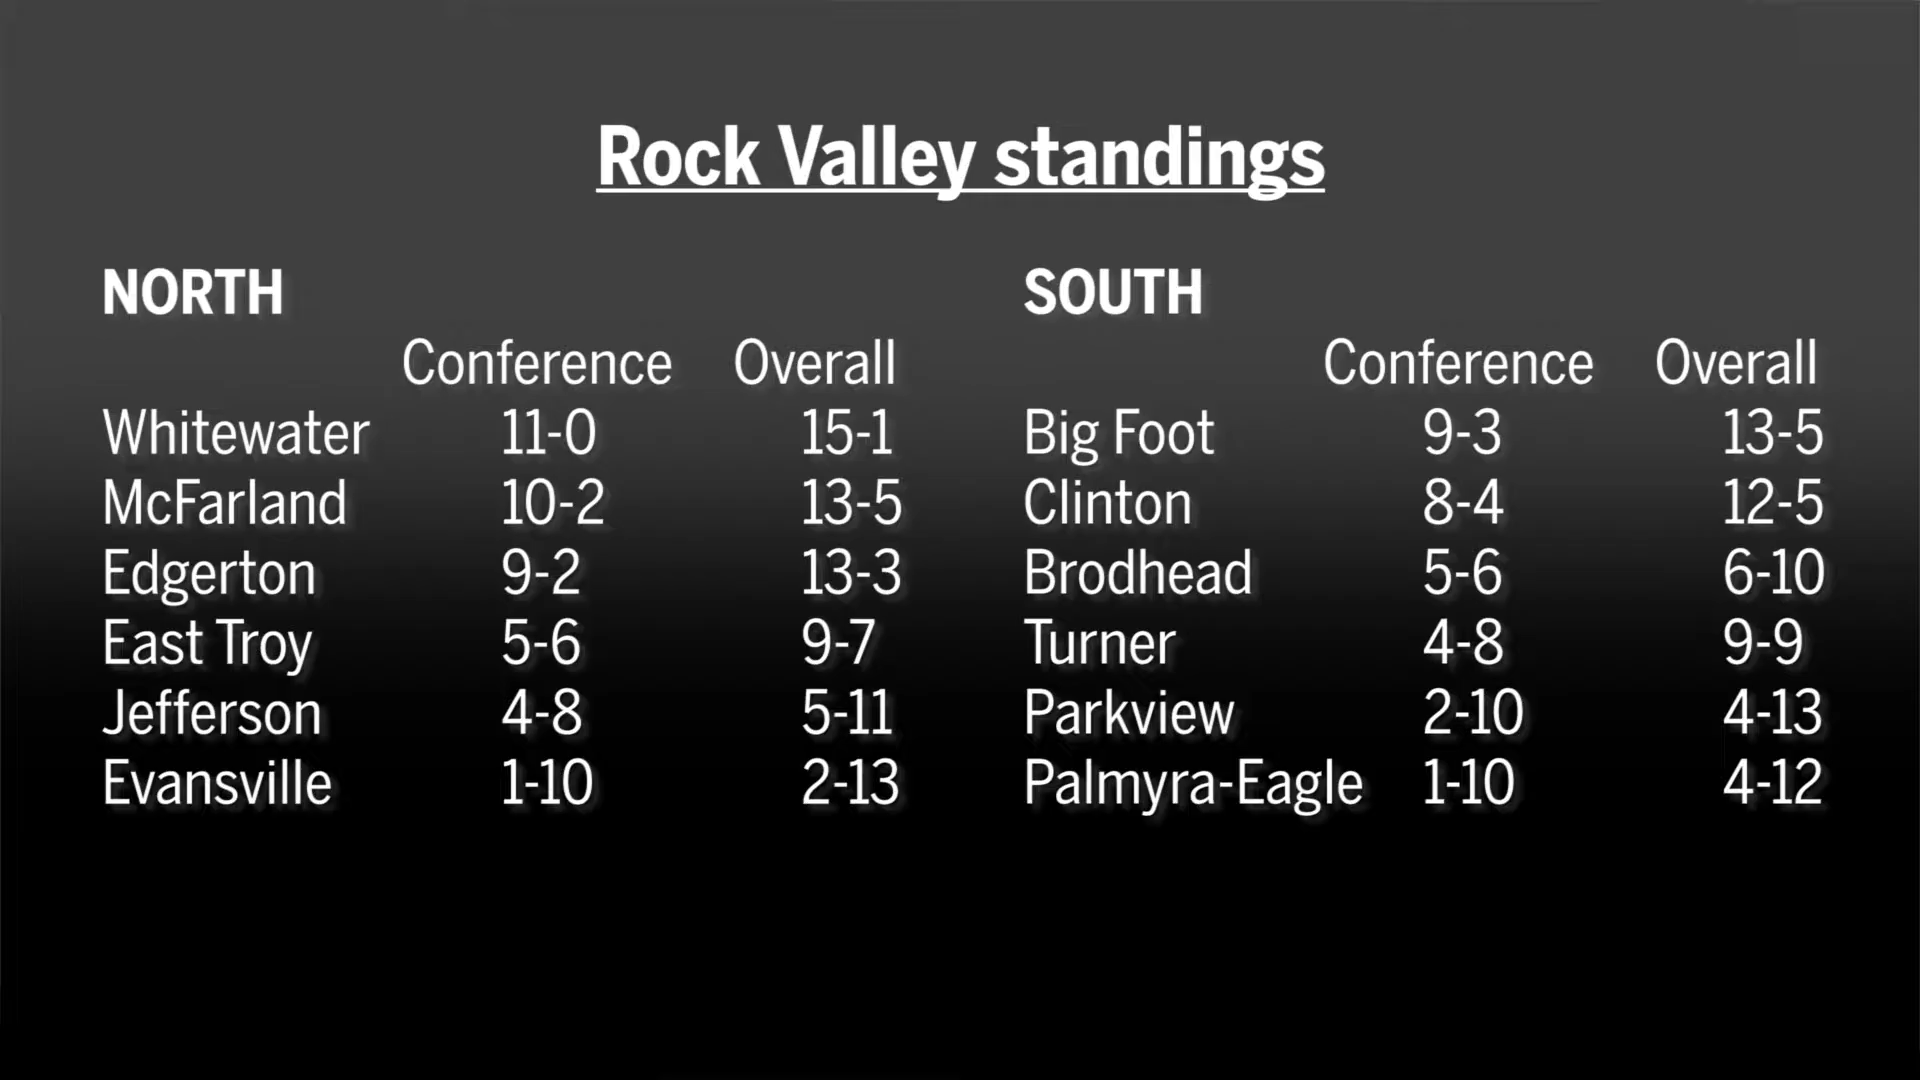 Rock Valley standings
NORTH
Conference Overall
Whitewater 11-0 15-1
McFarland 10-2 13-5
Edgerton 9-2 13-3
East Troy 5-6 9-7
Jefferson 4-8 5-11
Evansville 1-10 2-13
SOUTH
Conference Overall
Big Foot 9-3 13-5
Clinton 8-4 12-5
Brodhead 5-6 6-10
Turner 4-8 9-9
Parkview 2-10 4-13
Palmyra-Eagle 1-10 4-12